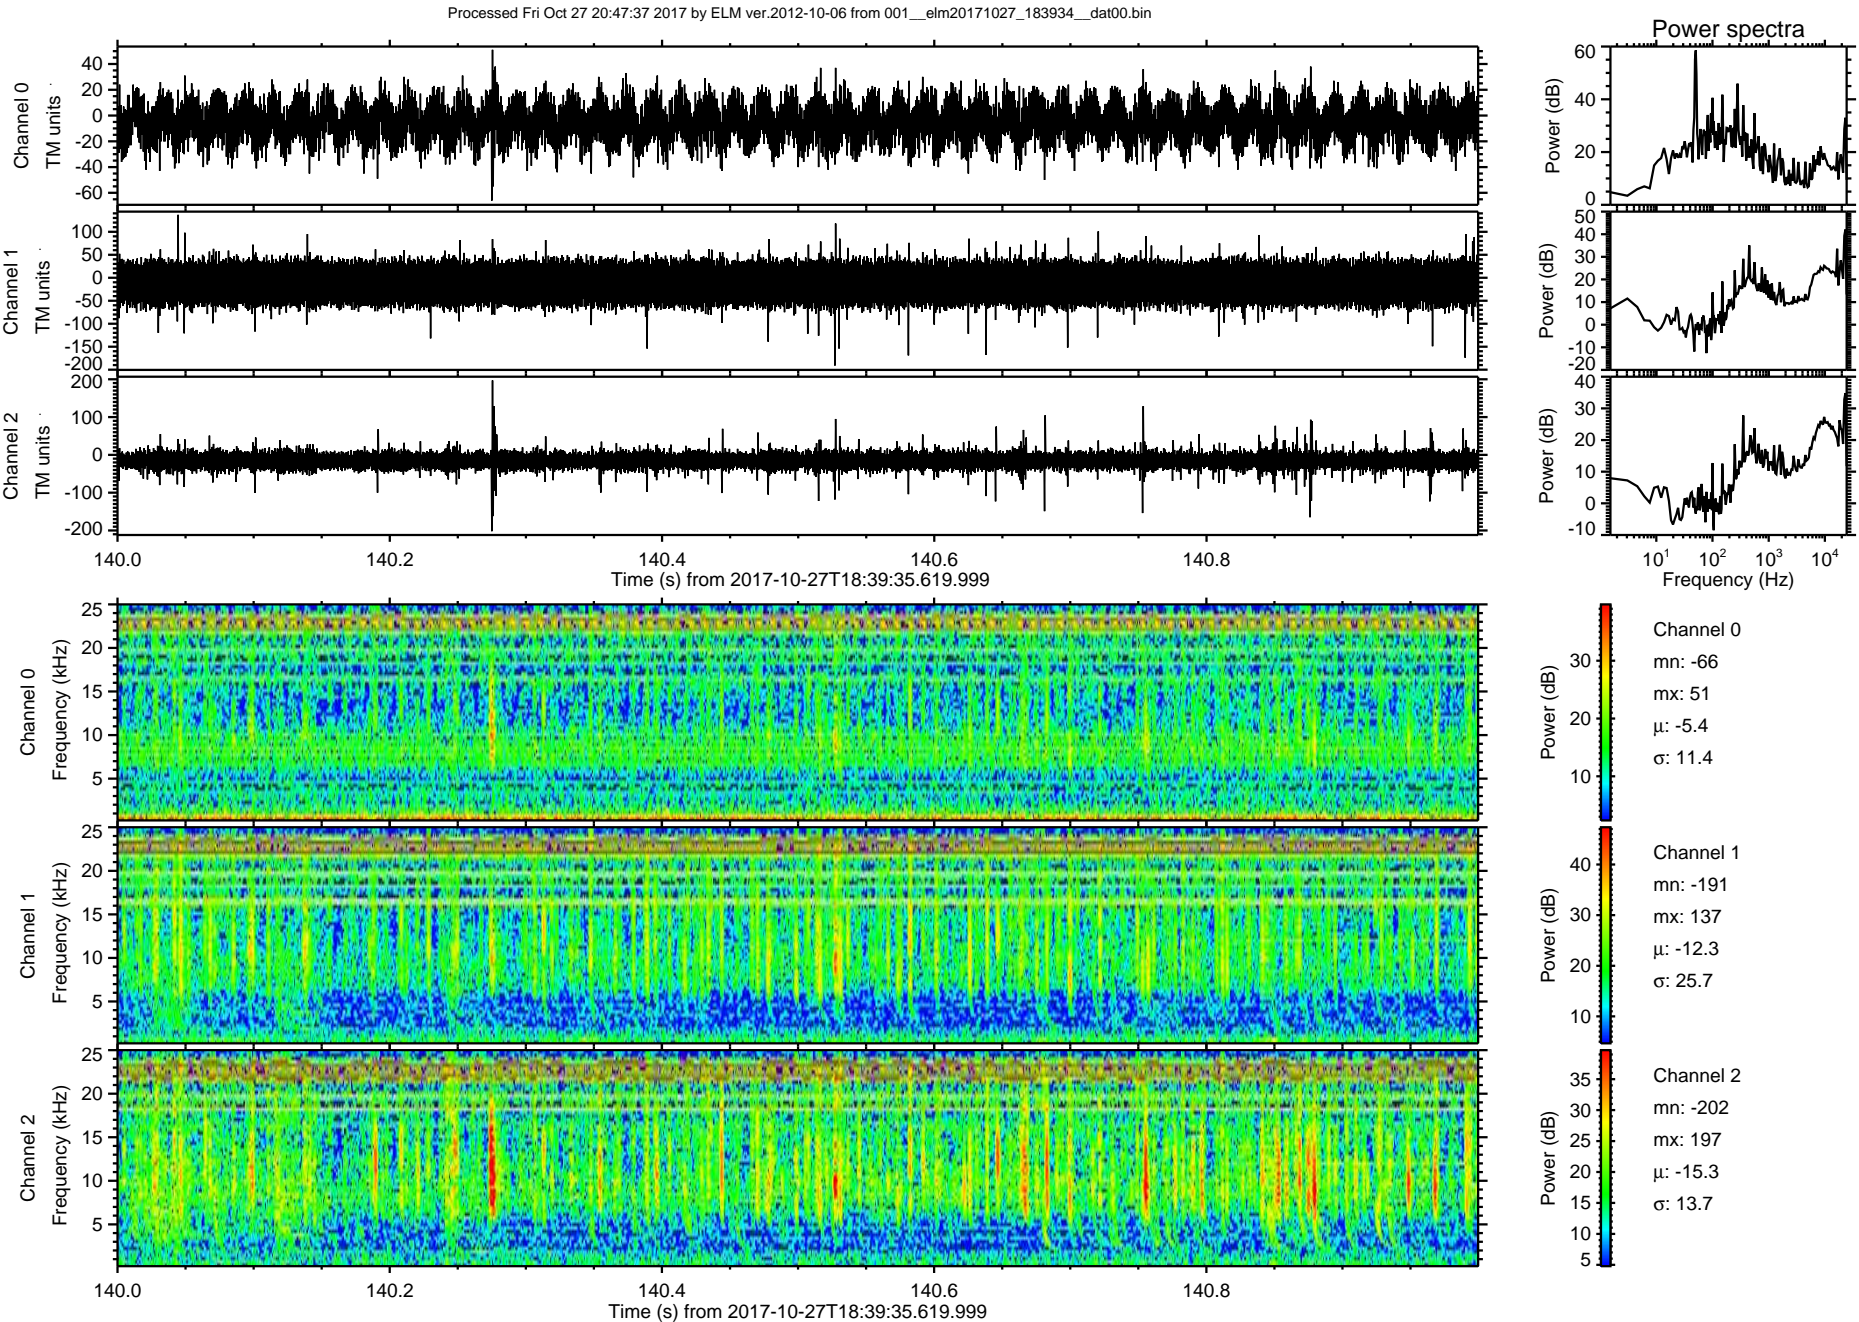 Processed Fri Oct 27 20:47:37 2017 by ELM ver.2012-10-06 from 001__elm20171027_183934__dat00.bin
Power spectra
Channel 0
TM units
40
20
0
-20
-40
-60
Power (dB)
60
40
20
0
Channel 1
TM units
100
50
0
-50
-100
-150
-200
Power (dB)
50
40
30
20
10
0
-10
-20
Channel 2
TM units
200
100
0
-100
-200
Power (dB)
40
30
20
10
0
-10
140.0 140.2 140.4 140.6 140.8
Time (s) from 2017-10-27T18:39:35.619.999
10¹ 10² 10³ 10⁴
Frequency (Hz)
Channel 0
Frequency (kHz)
25
20
15
10
5
Power (dB)
30
20
10
Channel 0
mn: -66
mx: 51
μ: -5.4
σ: 11.4
Channel 1
Frequency (kHz)
25
20
15
10
5
Power (dB)
40
30
20
10
Channel 1
mn: -191
mx: 137
μ: -12.3
σ: 25.7
Channel 2
Frequency (kHz)
25
20
15
10
5
Power (dB)
35
30
25
20
15
10
5
Channel 2
mn: -202
mx: 197
μ: -15.3
σ: 13.7
140.0 140.2 140.4 140.6 140.8
Time (s) from 2017-10-27T18:39:35.619.999